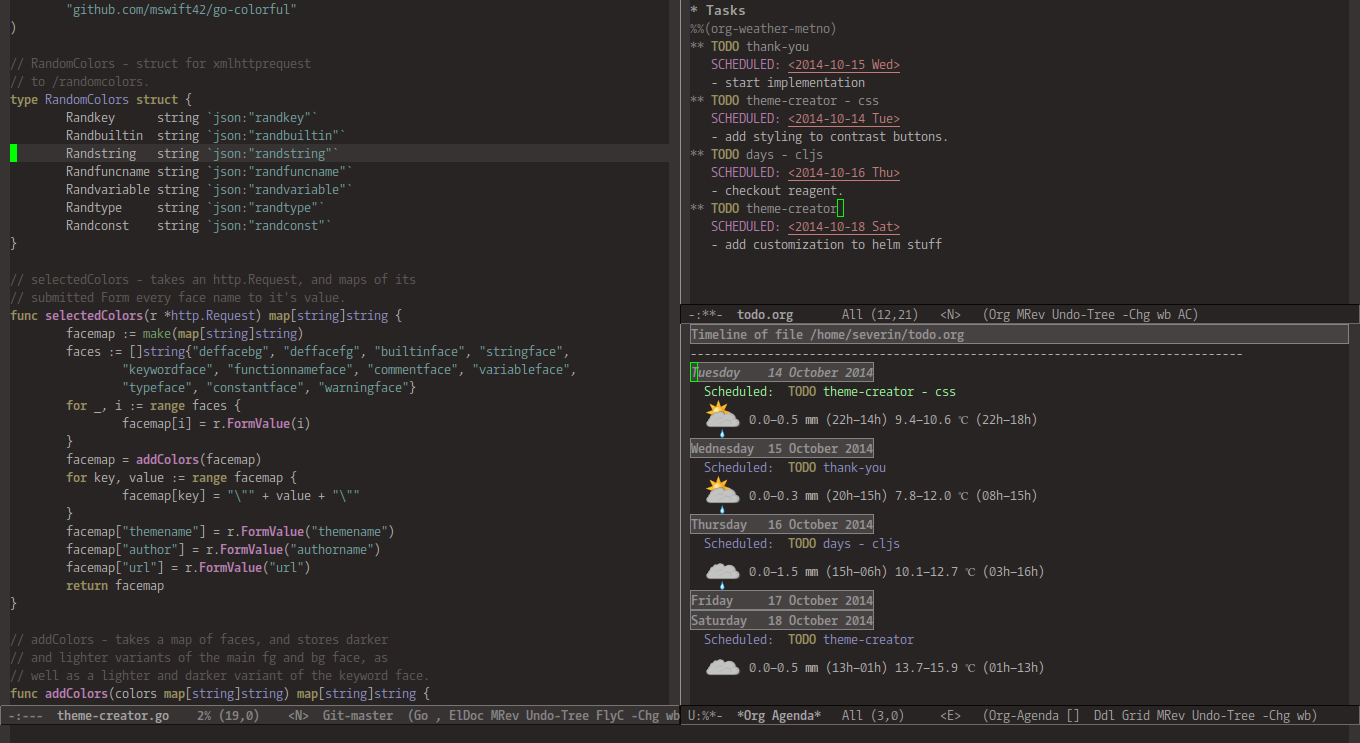 "github.com/mswift42/go-colorful"
)
// RandomColors - struct for xmlhttprequest
// to /randomcolors.
type RandomColors struct {
Randkey      string `json:"randkey"`
Randbuiltin  string `json:"randbuiltin"`
Randstring   string `json:"randstring"`
Randfuncname string `json:"randfuncname"`
Randvariable string `json:"randvariable"`
Randtype     string `json:"randtype"`
Randconst    string `json:"randconst"`
}
// selectedColors - takes an http.Request, and maps of its
// submitted Form every face name to it's value.
func selectedColors(r *http.Request) map[string]string {
facemap := make(map[string]string)
faces := []string{"deffacebg", "deffacefg", "builtinface", "stringface",
"keywordface", "functionnameface", "commentface", "variableface",
"typeface", "constantface", "warningface"}
for _, i := range faces {
facemap[i] = r.FormValue(i)
}
facemap = addColors(facemap)
for key, value := range facemap {
facemap[key] = "\"" + value + "\""
}
facemap["themename"] = r.FormValue("themename")
facemap["author"] = r.FormValue("authorname")
facemap["url"] = r.FormValue("url")
return facemap
}
// addColors - takes a map of faces, and stores darker
// and lighter variants of the main fg and bg face, as
// well as a lighter and darker variant of the keyword face.
func addColors(colors map[string]string) map[string]string {
-:---  theme-creator.go   2% (19,0)    <N>  Git-master  (Go , ElDoc MRev Undo-Tree FlyC -Chg wb
* Tasks
%%(org-weather-metno)
** TODO thank-you
SCHEDULED: <2014-10-15 Wed>
- start implementation
** TODO theme-creator - css
SCHEDULED: <2014-10-14 Tue>
- add styling to contrast buttons.
** TODO days - cljs
SCHEDULED: <2014-10-16 Thu>
- checkout reagent.
** TODO theme-creator
SCHEDULED: <2014-10-18 Sat>
- add customization to helm stuff
-:**-  todo.org       All (12,21)   <N>   (Org MRev Undo-Tree -Chg wb AC)
Timeline of file /home/severin/todo.org
-------------------------------------------------------------------------------
Tuesday    14 October 2014
Scheduled:  TODO theme-creator - css
0.0–0.5 mm (22h–14h) 9.4–10.6 ℃ (22h–18h)
Wednesday  15 October 2014
Scheduled:  TODO thank-you
0.0–0.3 mm (20h–15h) 7.8–12.0 ℃ (08h–15h)
Thursday   16 October 2014
Scheduled:  TODO days - cljs
0.0–1.5 mm (15h–06h) 10.1–12.7 ℃ (03h–16h)
Friday     17 October 2014
Saturday   18 October 2014
Scheduled:  TODO theme-creator
0.0–0.5 mm (13h–01h) 13.7–15.9 ℃ (01h–13h)
U:%*-  *Org Agenda*   All (3,0)     <E>   (Org-Agenda []  Ddl Grid MRev Undo-Tree -Chg wb)